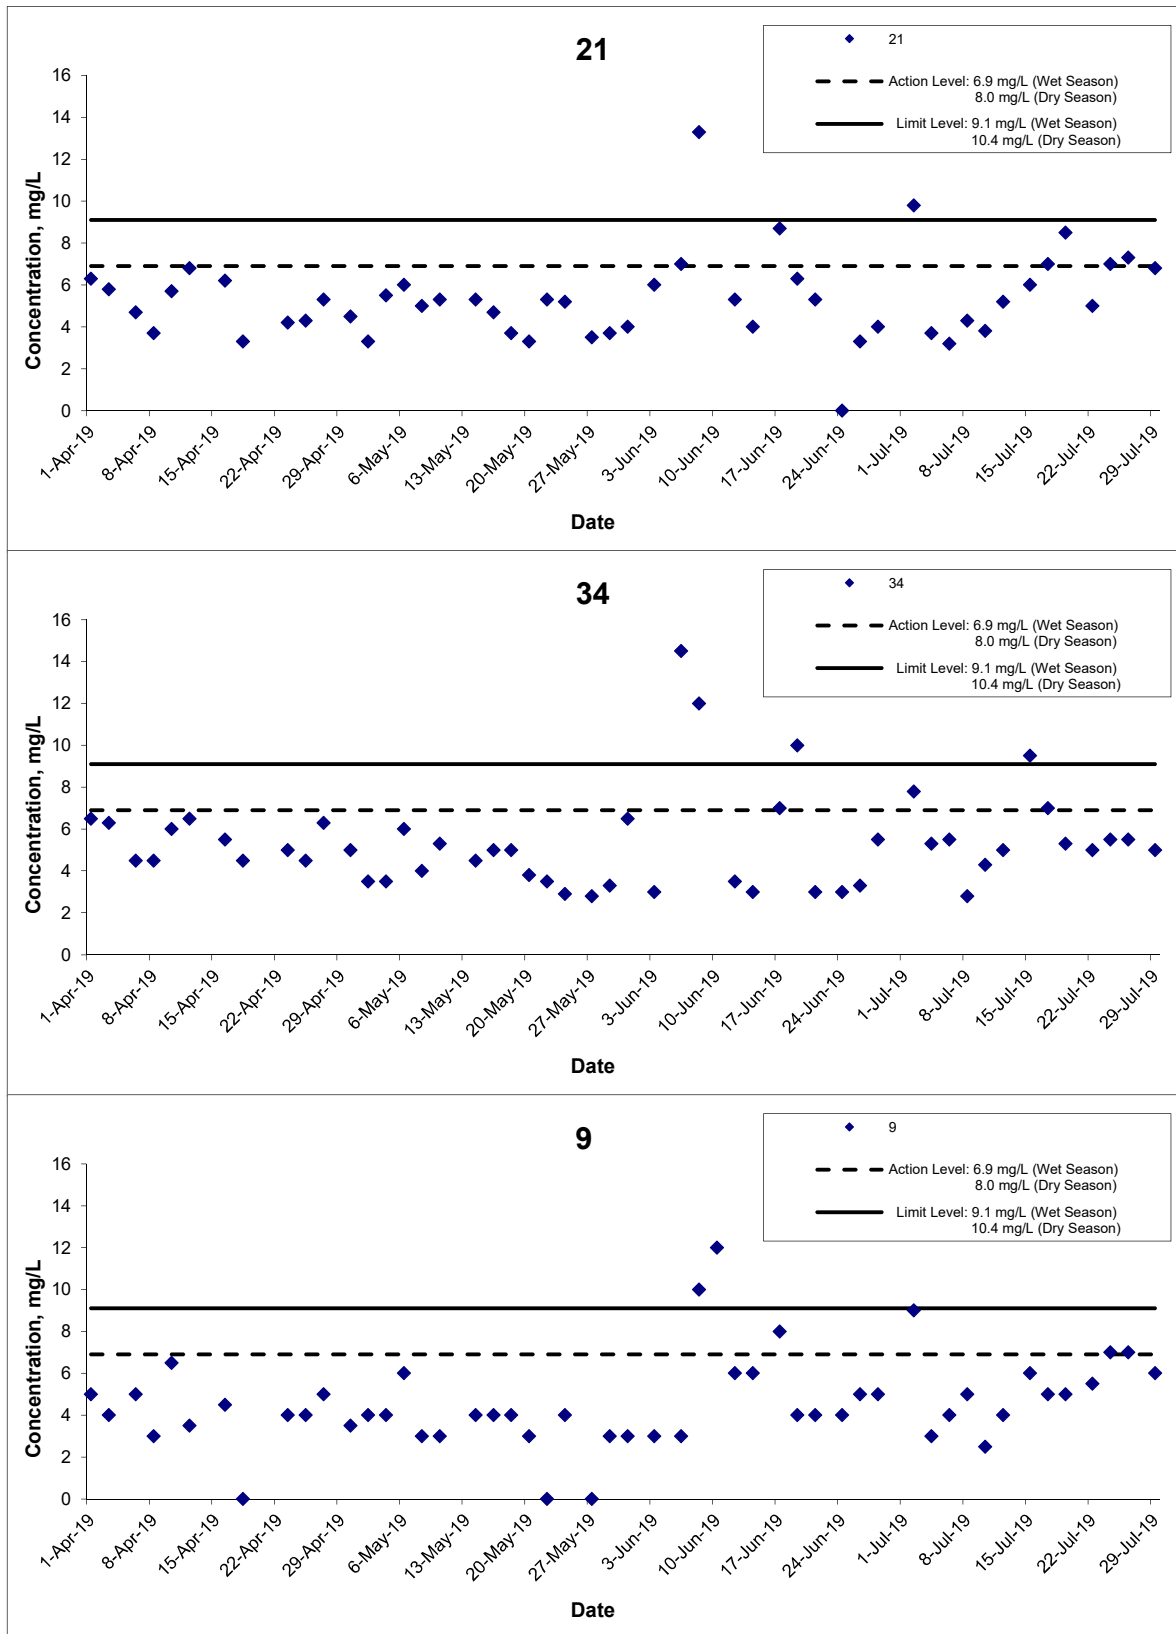 21
21
Action Level: 6.9 mg/L (Wet Season)
8.0 mg/L (Dry Season)
Limit Level: 9.1 mg/L (Wet Season)
10.4 mg/L (Dry Season)
Concentration, mg/L
16
14
12
10
8
6
4
2
0
1-Apr-19
8-Apr-19
15-Apr-19
22-Apr-19
29-Apr-19
6-May-19
13-May-19
20-May-19
27-May-19
3-Jun-19
10-Jun-19
17-Jun-19
24-Jun-19
1-Jul-19
8-Jul-19
15-Jul-19
22-Jul-19
29-Jul-19
Date
34
34
Action Level: 6.9 mg/L (Wet Season)
8.0 mg/L (Dry Season)
Limit Level: 9.1 mg/L (Wet Season)
10.4 mg/L (Dry Season)
Concentration, mg/L
16
14
12
10
8
6
4
2
0
1-Apr-19
8-Apr-19
15-Apr-19
22-Apr-19
29-Apr-19
6-May-19
13-May-19
20-May-19
27-May-19
3-Jun-19
10-Jun-19
17-Jun-19
24-Jun-19
1-Jul-19
8-Jul-19
15-Jul-19
22-Jul-19
29-Jul-19
Date
9
9
Action Level: 6.9 mg/L (Wet Season)
8.0 mg/L (Dry Season)
Limit Level: 9.1 mg/L (Wet Season)
10.4 mg/L (Dry Season)
Concentration, mg/L
16
14
12
10
8
6
4
2
0
1-Apr-19
8-Apr-19
15-Apr-19
22-Apr-19
29-Apr-19
6-May-19
13-May-19
20-May-19
27-May-19
3-Jun-19
10-Jun-19
17-Jun-19
24-Jun-19
1-Jul-19
8-Jul-19
15-Jul-19
22-Jul-19
29-Jul-19
Date